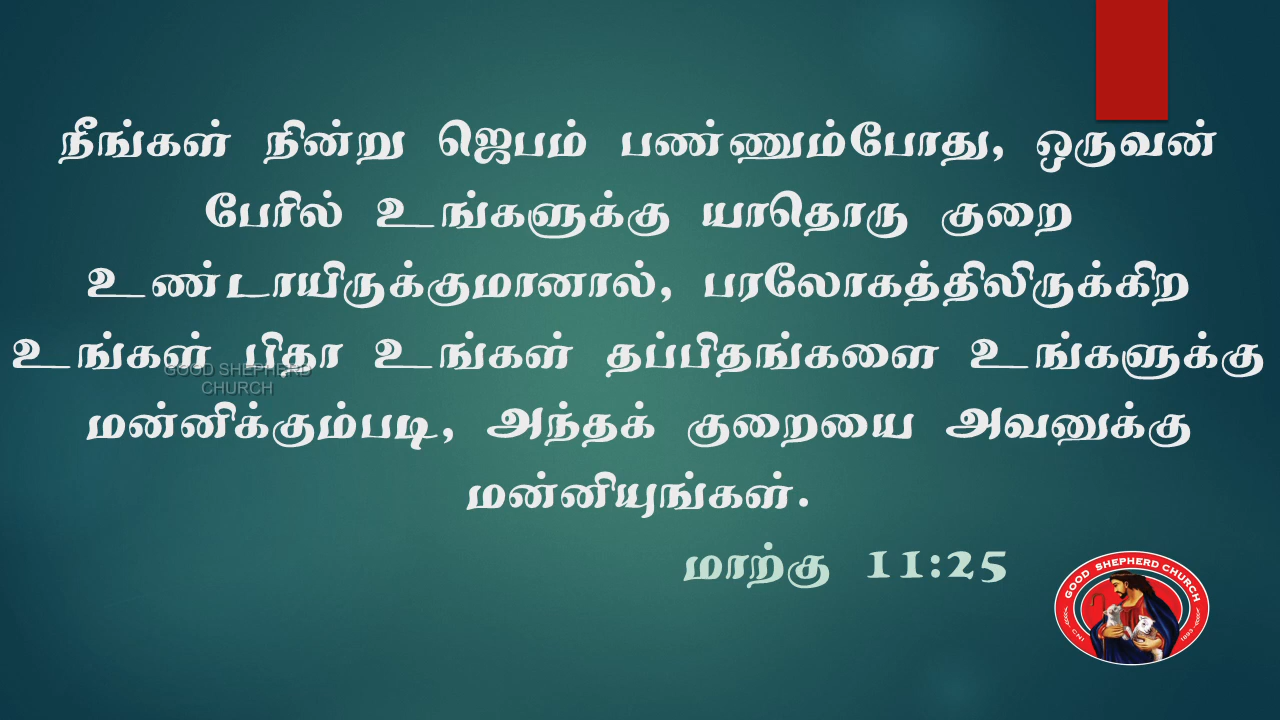 நீங்கள் நின்று ஜெபம் பண்ணும்போது, ஒருவன்
பேரில் உங்களுக்கு யாதொரு குறை
உண்டாயிருக்குமானால், பரலோகத்திலிருக்கிற
உங்கள் பிதா உங்கள் தப்பிதங்களை உங்களுக்கு
GOOD SHEPHERD
CHURCH
மன்னிக்கும்படி, அந்தக் குறையை அவனுக்கு
மன்னியுங்கள்.
மாற்கு 11:25
GOOD SHEPHERD CHURCH
CNI